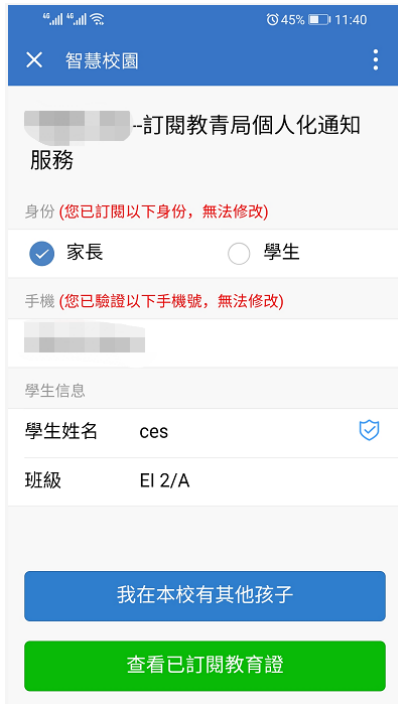 45% 11:40
智慧校園
--訂閱教青局個人化通知
服務
身份 (您已訂閱以下身份，無法修改)
家長 學生
手機 (您已驗證以下手機號，無法修改)
學生信息
學生姓名 ces
班級 EI 2/A
我在本校有其他孩子
查看已訂閱教育證